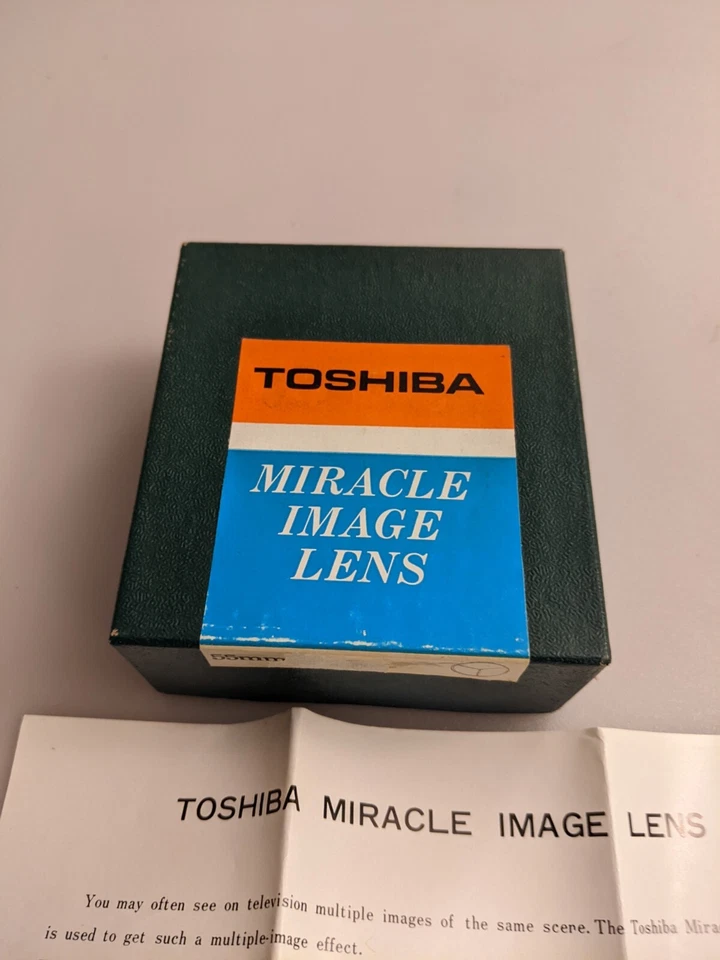 TOSHIBA
MIRACLE
IMAGE
LENS
55mm
TOSHIBA MIRACLE IMAGE LENS
You may often see on television multiple images of the same scene. The Toshiba
is used to get such a multiple-image effect.